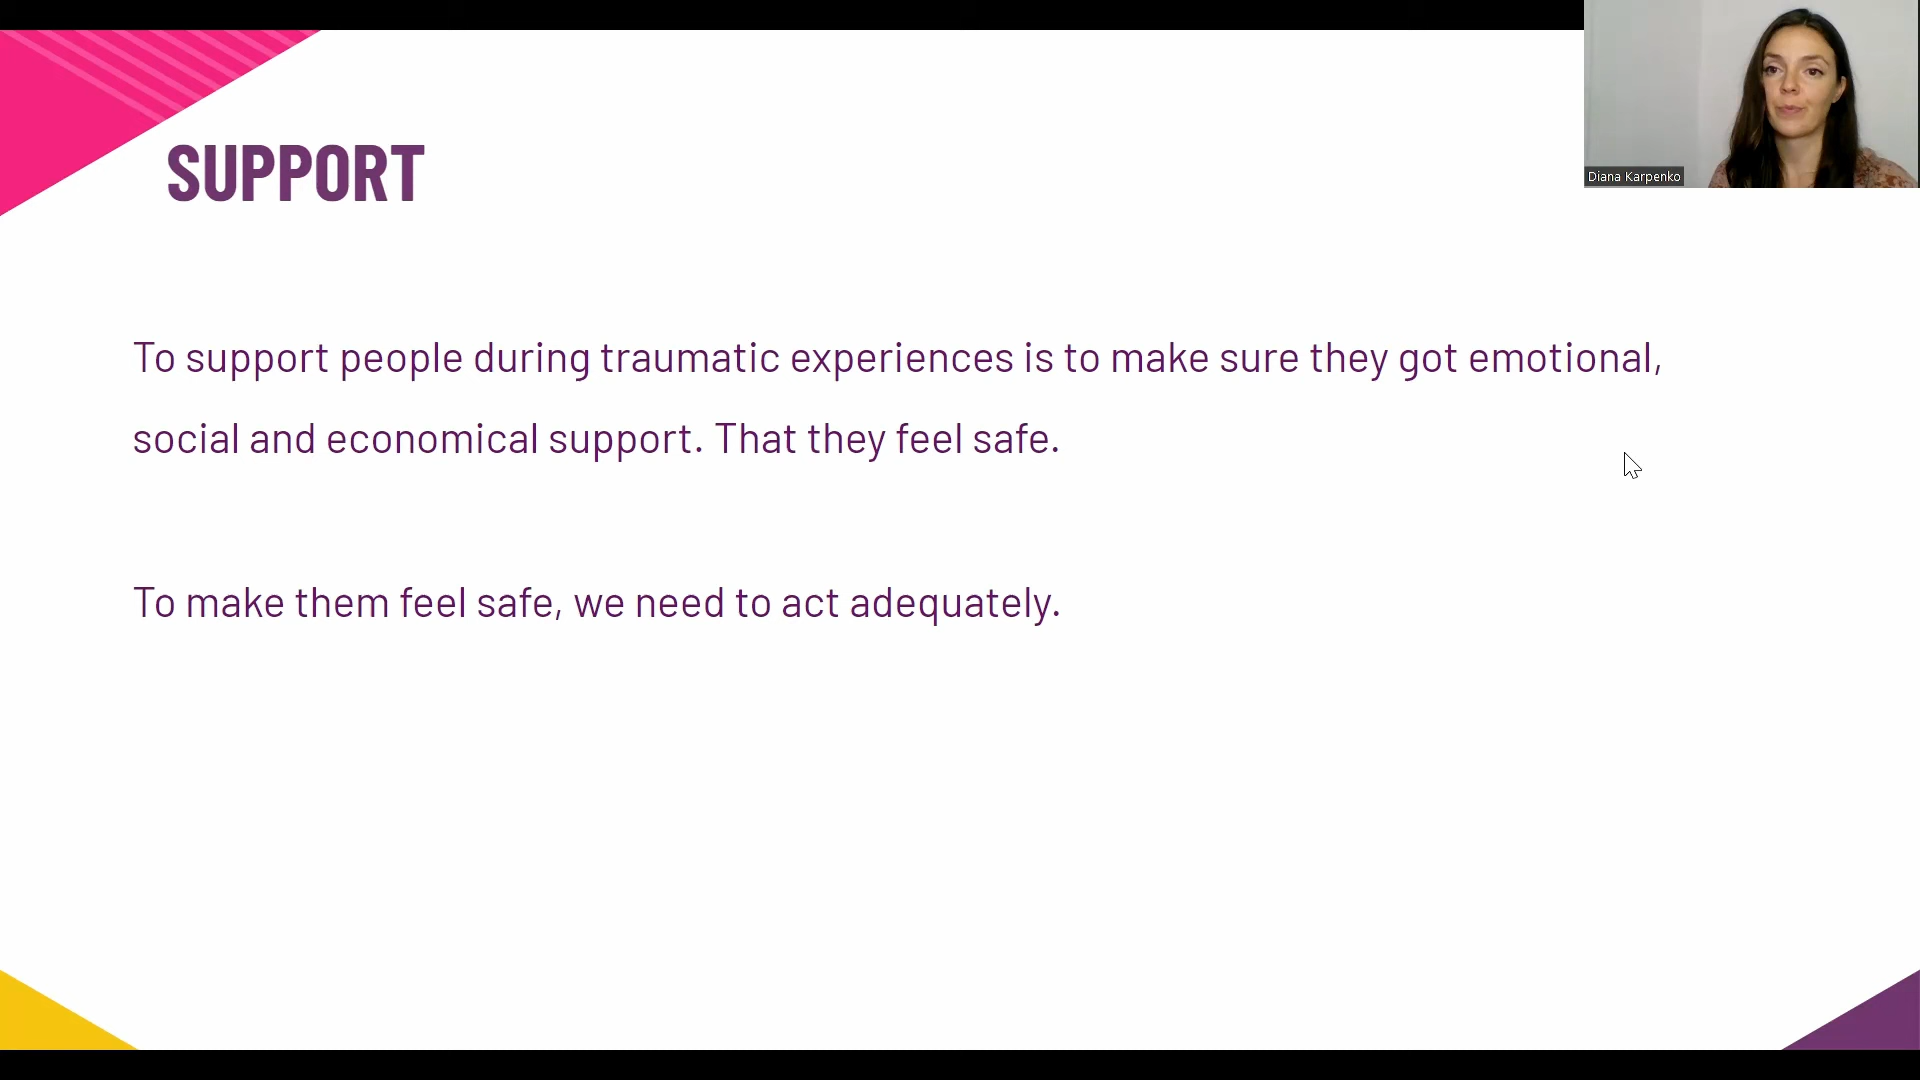 SUPPORT
Diana Karpenko
To support people during traumatic experiences is to make sure they got emotional,
social and economical support. That they feel safe.
To make them feel safe, we need to act adequately.